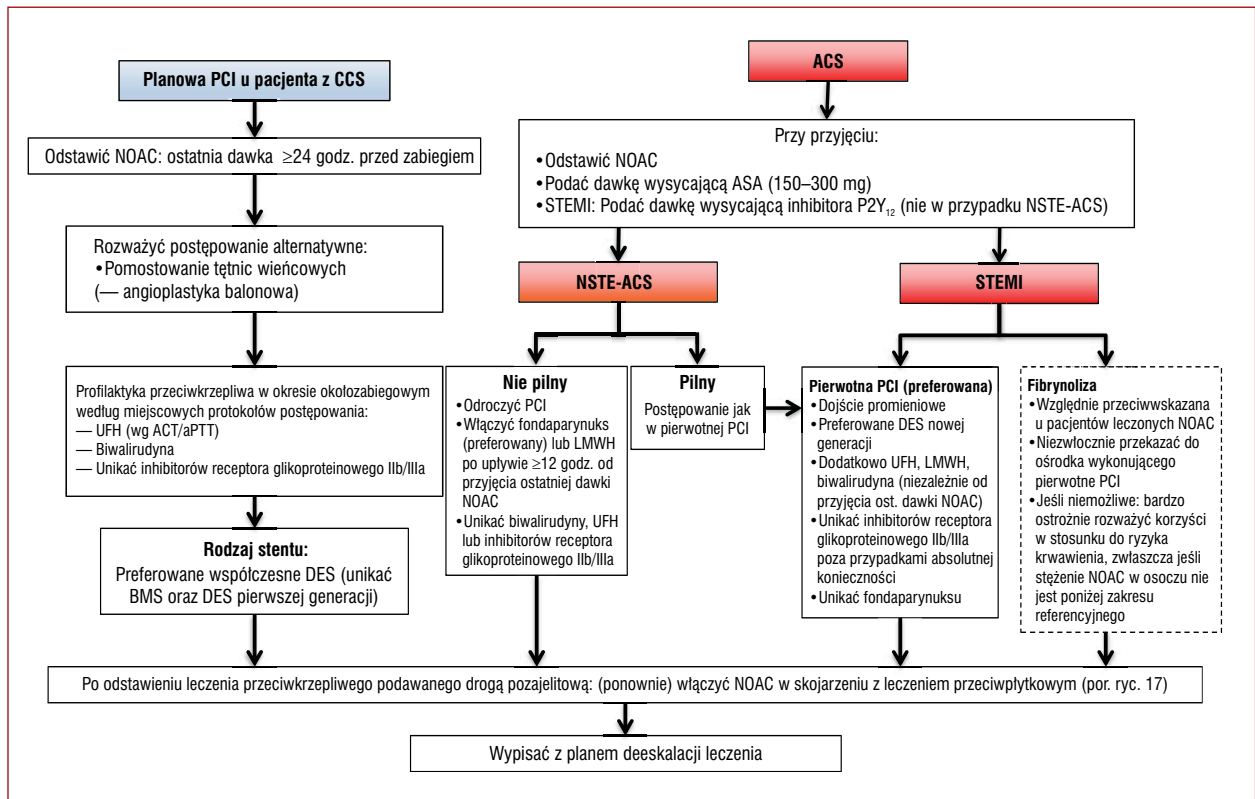 Planowa PCI u pacjenta z CCS
Odstawić NOAC: ostatnia dawka ≥24 godz. przed zabiegiem
Rozważyć postępowanie alternatywne:
•Pomostowanie tętnic wieńcowych
(— angioplastyka balonowa)
Profilaktyka przeciwkrzepliwa w okresie okołozabiegowym
według miejscowych protokołów postępowania:
— UFH (wg ACT/aPTT)
— Biwalirudyna
— Unikać inhibitorów receptora glikoproteinowego IIb/IIIa
Rodzaj stentu:
Preferowane współczesne DES (unikać
BMS oraz DES pierwszej generacji)
ACS
Przy przyjęciu:
•Odstawić NOAC
•Podać dawkę wysycającą ASA (150–300 mg)
•STEMI: Podać dawkę wysycającą inhibitora P2Y₁₂ (nie w przypadku NSTE-ACS)
NSTE-ACS
Nie pilny
•Odroczyć PCI
•Włączyć fondaparynuks
(preferowany) lub LMWH
po upływie ≥12 godz. od
przyjęcia ostatniej dawki
NOAC
•Unikać biwalirudyny, UFH
lub inhibitorów receptora
glikoproteinowego IIb/IIIa
Pilny
Postępowanie jak
w pierwotnej PCI
STEMI
Pierwotna PCI (preferowana)
•Dojście promieniowe
•Preferowane DES nowej
generacji
•Dodatkowo UFH, LMWH,
biwalirudyna (niezależnie od
przyjęcia ost. dawki NOAC)
•Unikać inhibitorów receptora
glikoproteinowego IIb/IIIa
poza przypadkami absolutnej
konieczności
•Unikać fondaparynuksu
Fibrynoliza
•Względnie przeciwwskazana
u pacjentów leczonych NOAC
•Niezwłocznie przekazać do
ośrodka wykonującego
pierwotne PCI
•Jeśli niemożliwe: bardzo
ostrożnie rozważyć korzyści
w stosunku do ryzyka
krwawienia, zwłaszcza jeśli
stężenie NOAC w osoczu nie
jest poniżej zakresu
referencyjnego
Po odstawieniu leczenia przeciwkrzepliwego podawanego drogą pozajelitową: (ponownie) włączyć NOAC w skojarzeniu z leczeniem przeciwpłytkowym (por. ryc. 17)
Wypisać z planem deeskalacji leczenia